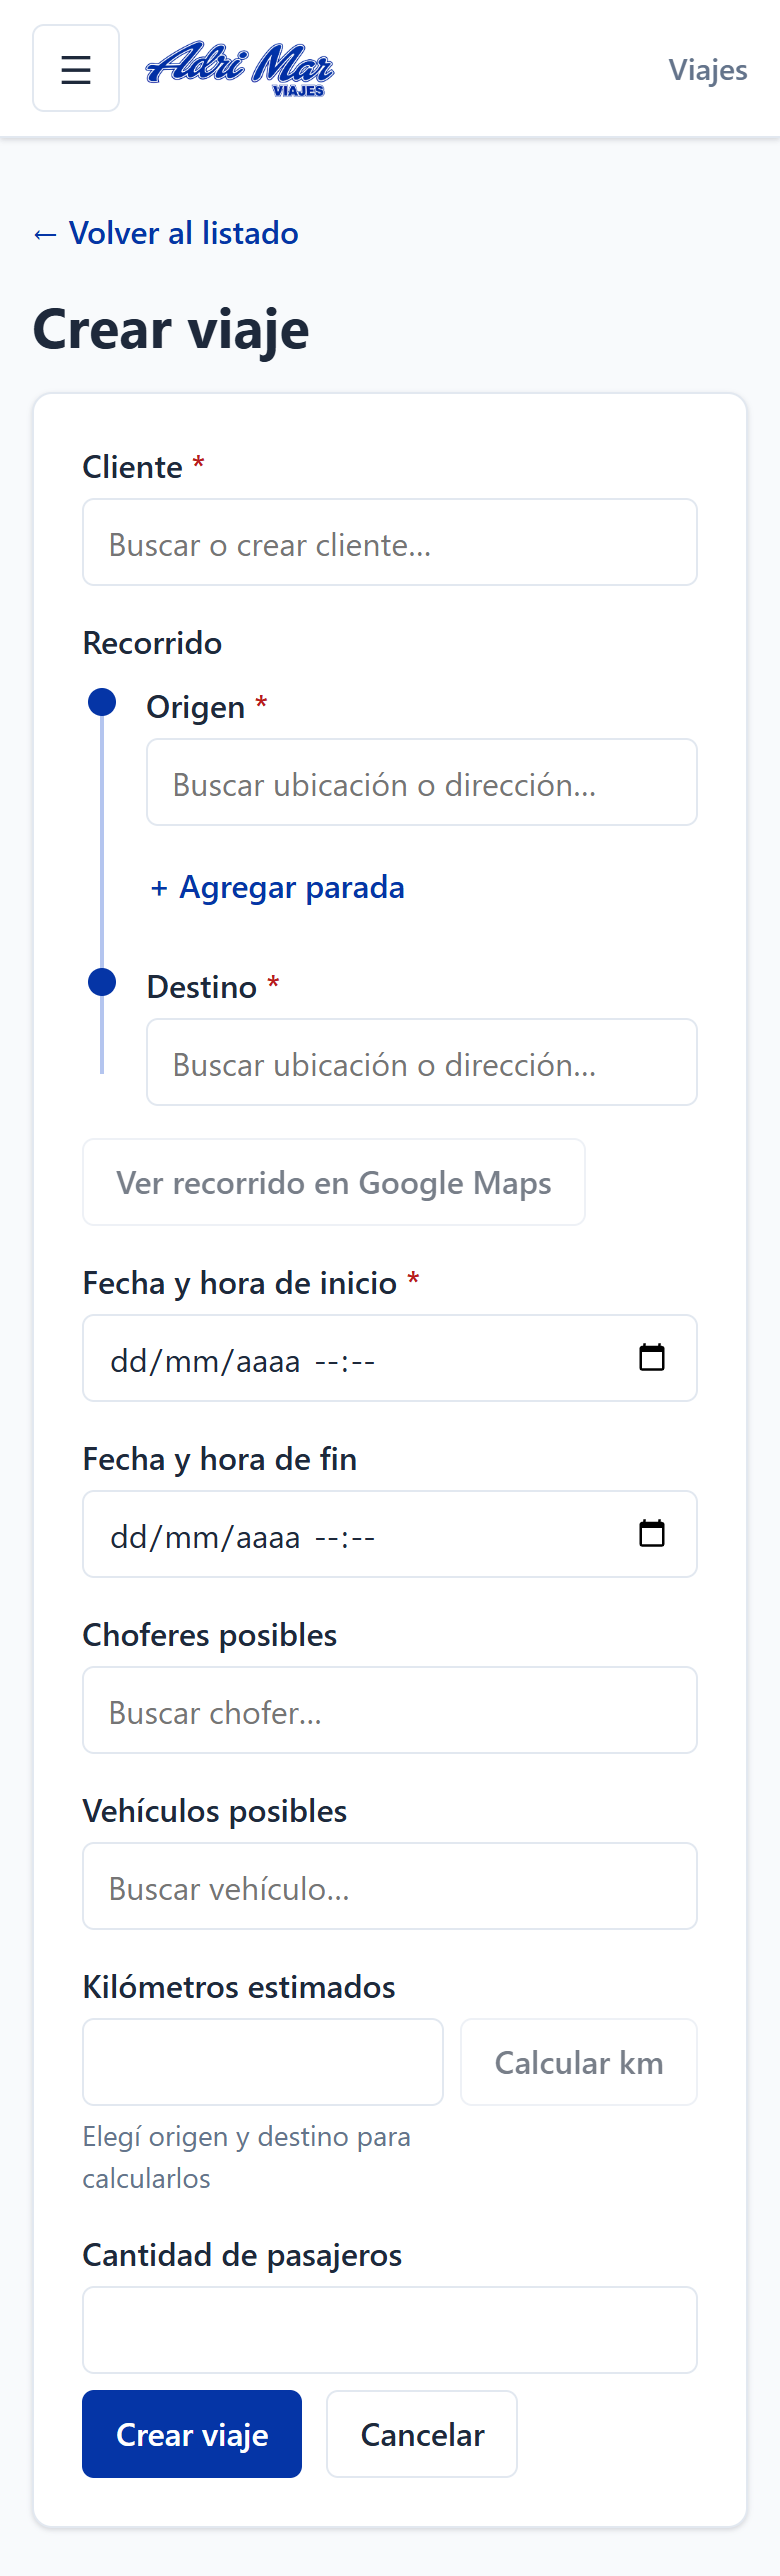 ☰
Adri Mar
VIAJES
Viajes
← Volver al listado
Crear viaje
Cliente *
Buscar o crear cliente...
Recorrido
Origen *
Buscar ubicación o dirección...
+ Agregar parada
Destino *
Buscar ubicación o dirección...
Ver recorrido en Google Maps
Fecha y hora de inicio *
dd/mm/aaaa --:--
Fecha y hora de fin
dd/mm/aaaa --:--
Choferes posibles
Buscar chofer...
Vehículos posibles
Buscar vehículo...
Kilómetros estimados
Calcular km
Elegí origen y destino para
calcularlos
Cantidad de pasajeros
Crear viaje
Cancelar